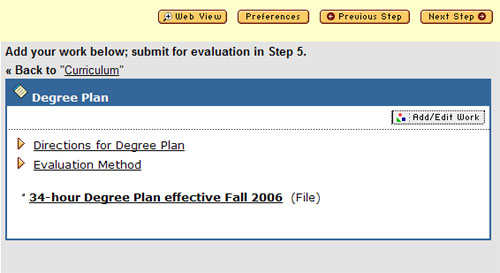 Web View Preferences Previous Step Next Step
Add your work below; submit for evaluation in Step 5.
« Back to "Curriculum"
Degree Plan
Add/Edit Work
Directions for Degree Plan
Evaluation Method
34-hour Degree Plan effective Fall 2006 (File)